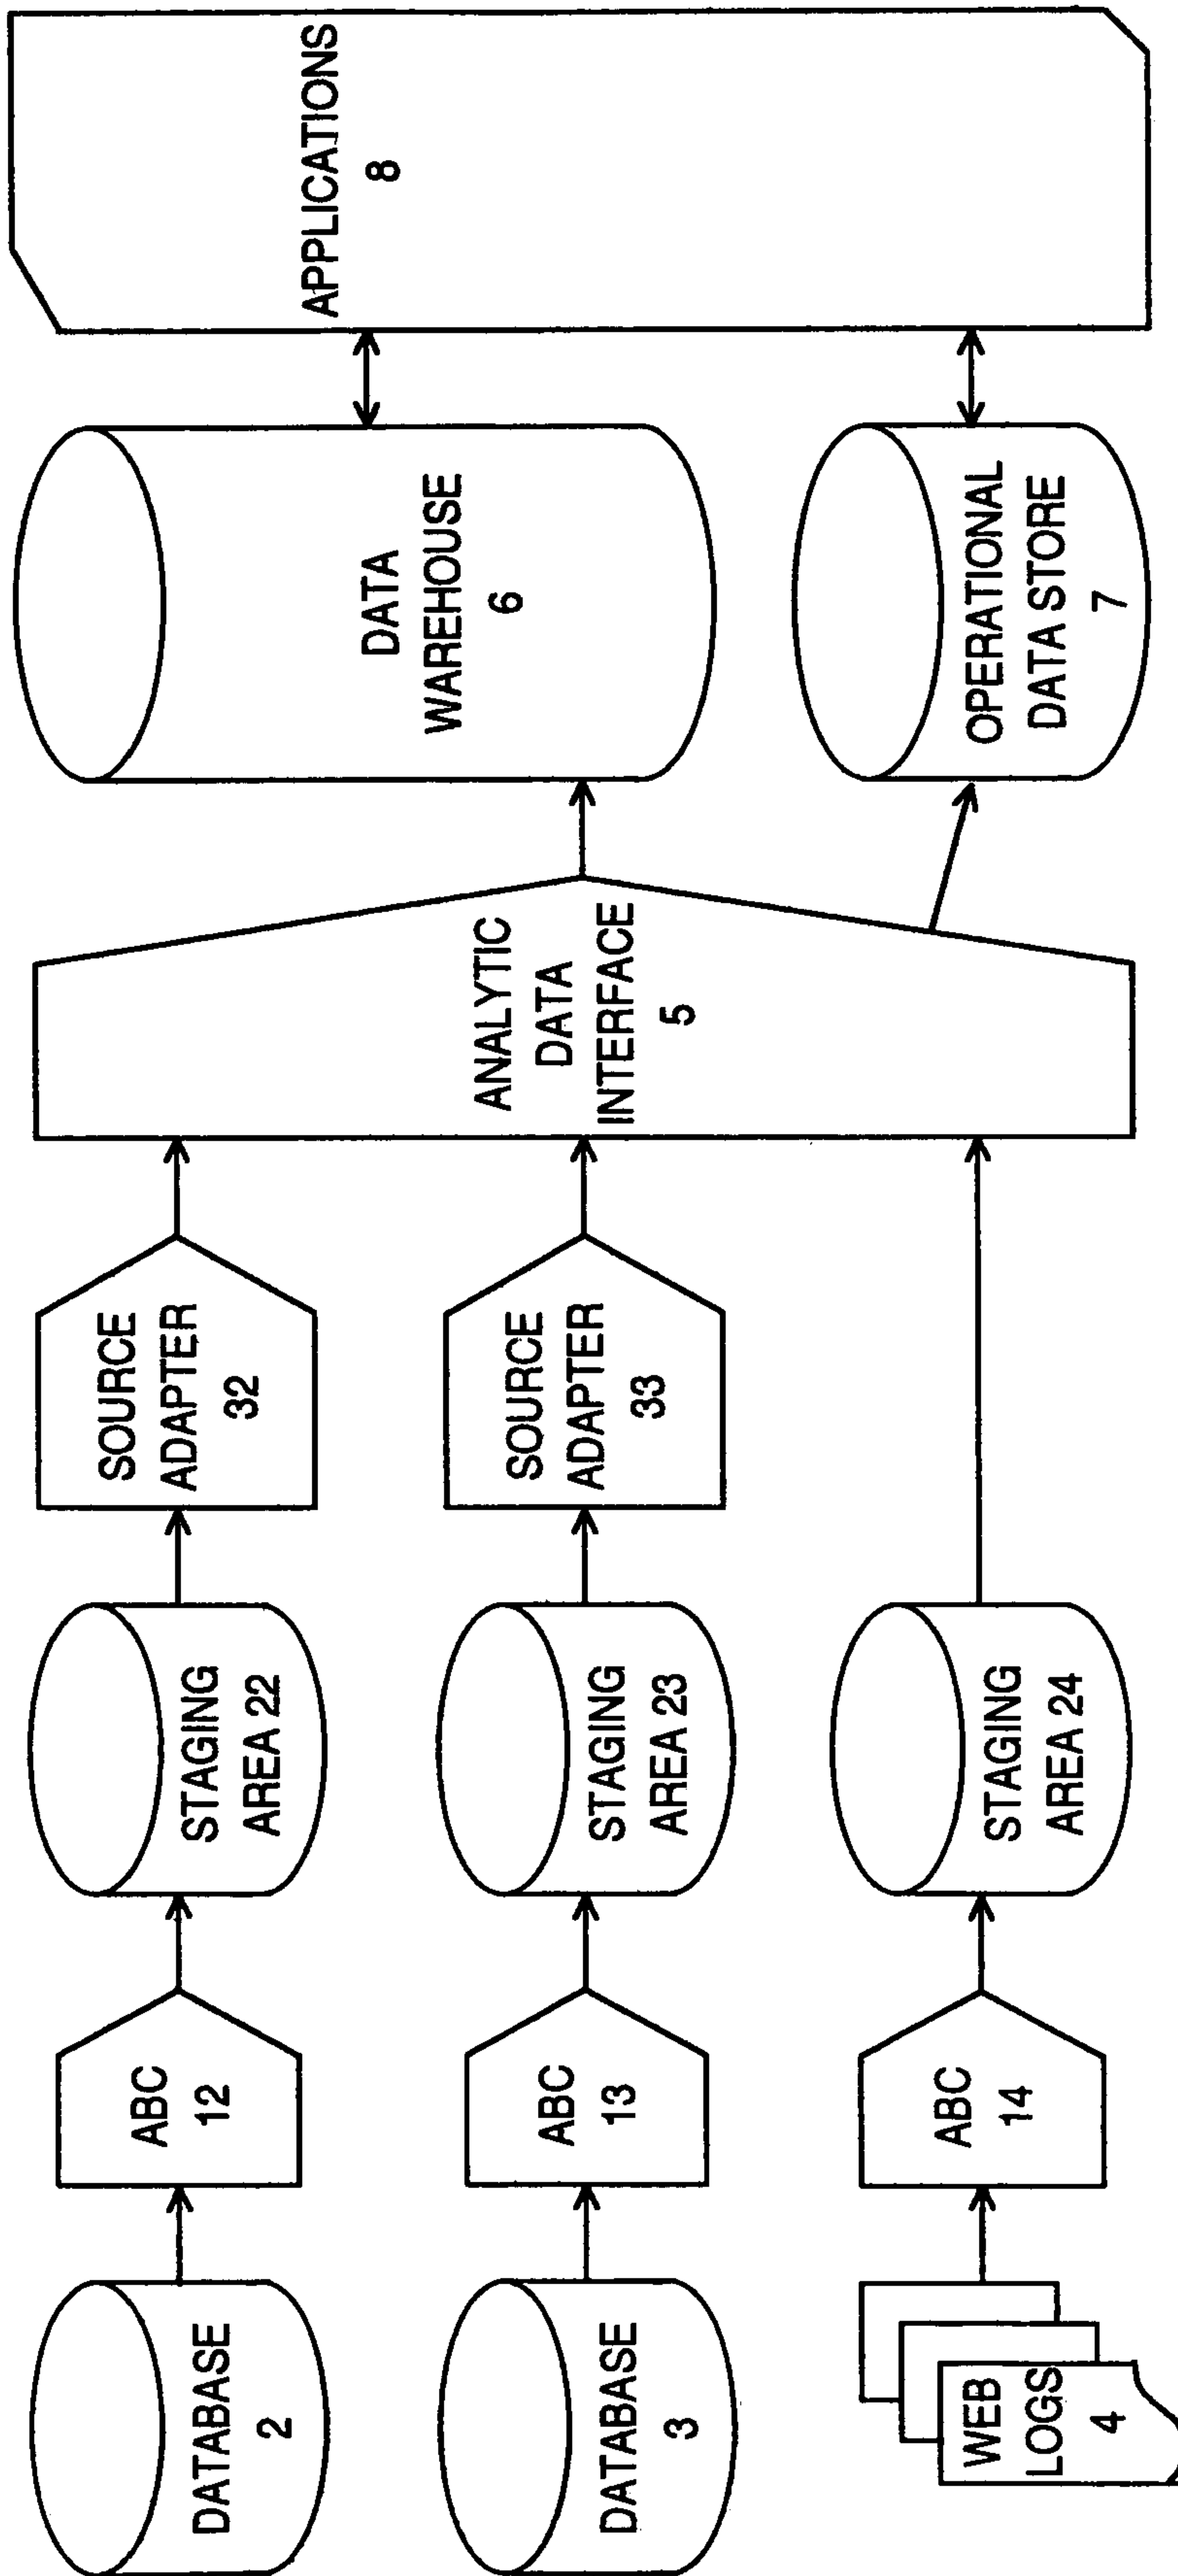 DATABASE
2
ABC
12
STAGING
AREA 22
SOURCE
ADAPTER
32
DATABASE
3
ABC
13
STAGING
AREA 23
SOURCE
ADAPTER
33
WEB
LOGS
4
ABC
14
STAGING
AREA 24
ANALYTIC
DATA
INTERFACE
5
DATA
WAREHOUSE
6
OPERATIONAL
DATA STORE
7
APPLICATIONS
8